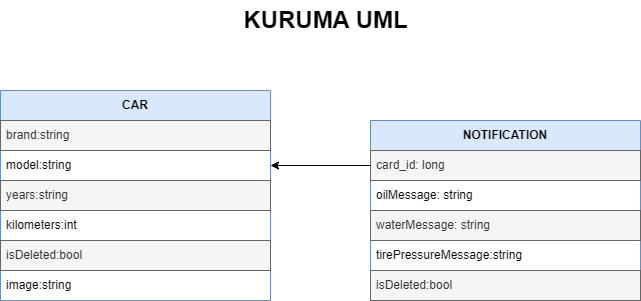 KURUMA UML
CAR
brand:string
model:string
years:string
kilometers:int
isDeleted:bool
image:string
NOTIFICATION
card_id: long
oilMessage: string
waterMessage: string
tirePressureMessage:string
isDeleted:bool